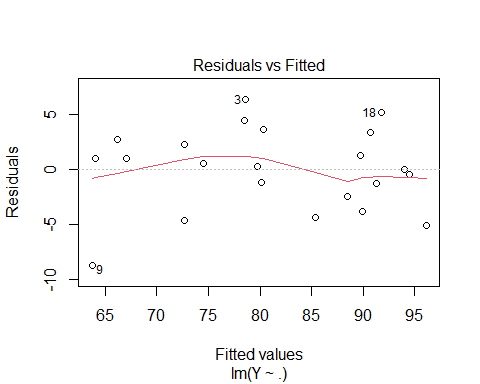 Residuals vs Fitted
Residuals
5
0
-5
-10
3
18
9
65 70 75 80 85 90 95
Fitted values
lm(Y ~ .)